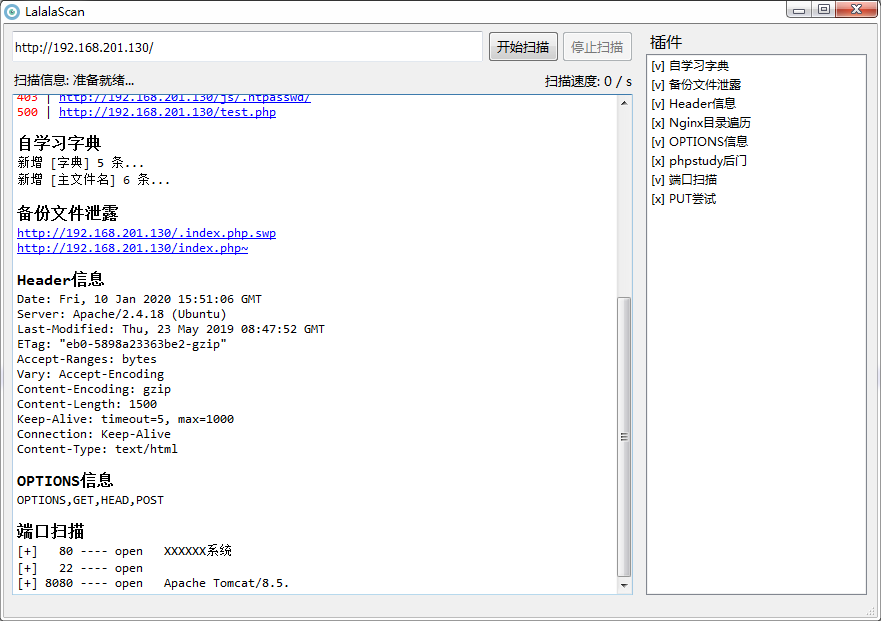 LalalaScan
http://192.168.201.130/
开始扫描
停止扫描
扫描信息: 准备就绪...
扫描速度: 0 / s
403 | http://192.168.201.130/js/.htpasswd/
500 | http://192.168.201.130/test.php
自学习字典
新增 [字典] 5 条...
新增 [主文件名] 6 条...
备份文件泄露
http://192.168.201.130/.index.php.swp
http://192.168.201.130/index.php~
Header信息
Date: Fri, 10 Jan 2020 15:51:06 GMT
Server: Apache/2.4.18 (Ubuntu)
Last-Modified: Thu, 23 May 2019 08:47:52 GMT
ETag: "eb0-5898a23363be2-gzip"
Accept-Ranges: bytes
Vary: Accept-Encoding
Content-Encoding: gzip
Content-Length: 1500
Keep-Alive: timeout=5, max=1000
Connection: Keep-Alive
Content-Type: text/html
OPTIONS信息
OPTIONS,GET,HEAD,POST
端口扫描
[+] 80 ---- open XXXXXX系统
[+] 22 ---- open
[+] 8080 ---- open Apache Tomcat/8.5.
插件
[v] 自学习字典
[v] 备份文件泄露
[v] Header信息
[x] Nginx目录遍历
[v] OPTIONS信息
[x] phpstudy后门
[v] 端口扫描
[x] PUT尝试